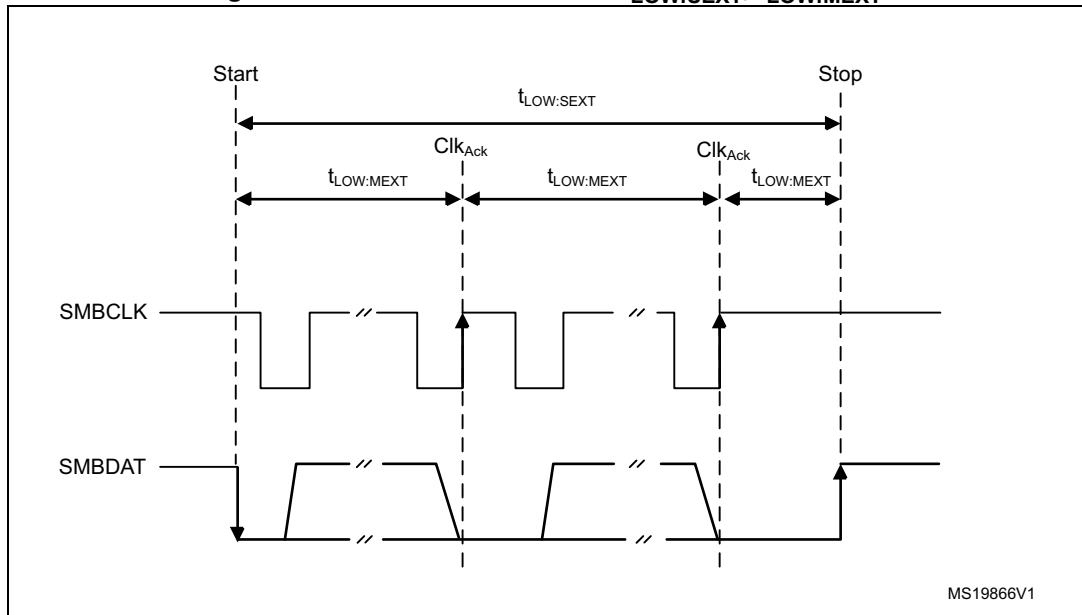 Start
Stop
tLOW:SEXT
ClkAck
ClkAck
tLOW:MEXT
tLOW:MEXT
tLOW:MEXT
SMBCLK
SMBDAT
MS19866V1